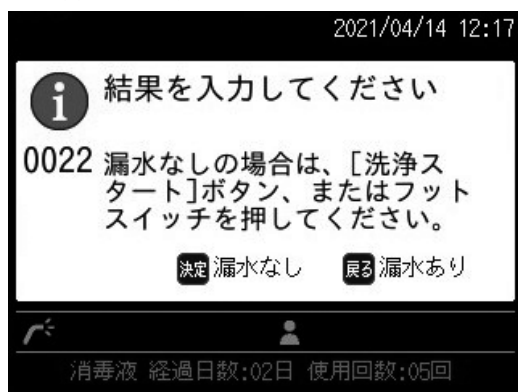 2021/04/14 12:17
i 結果を入力してください
0022 漏水なしの場合は、[洗浄ス
タート]ボタン、またはフット
スイッチを押してください。
決定 漏水なし 戻る 漏水あり
消毒液 経過日数:02日 使用回数:05回